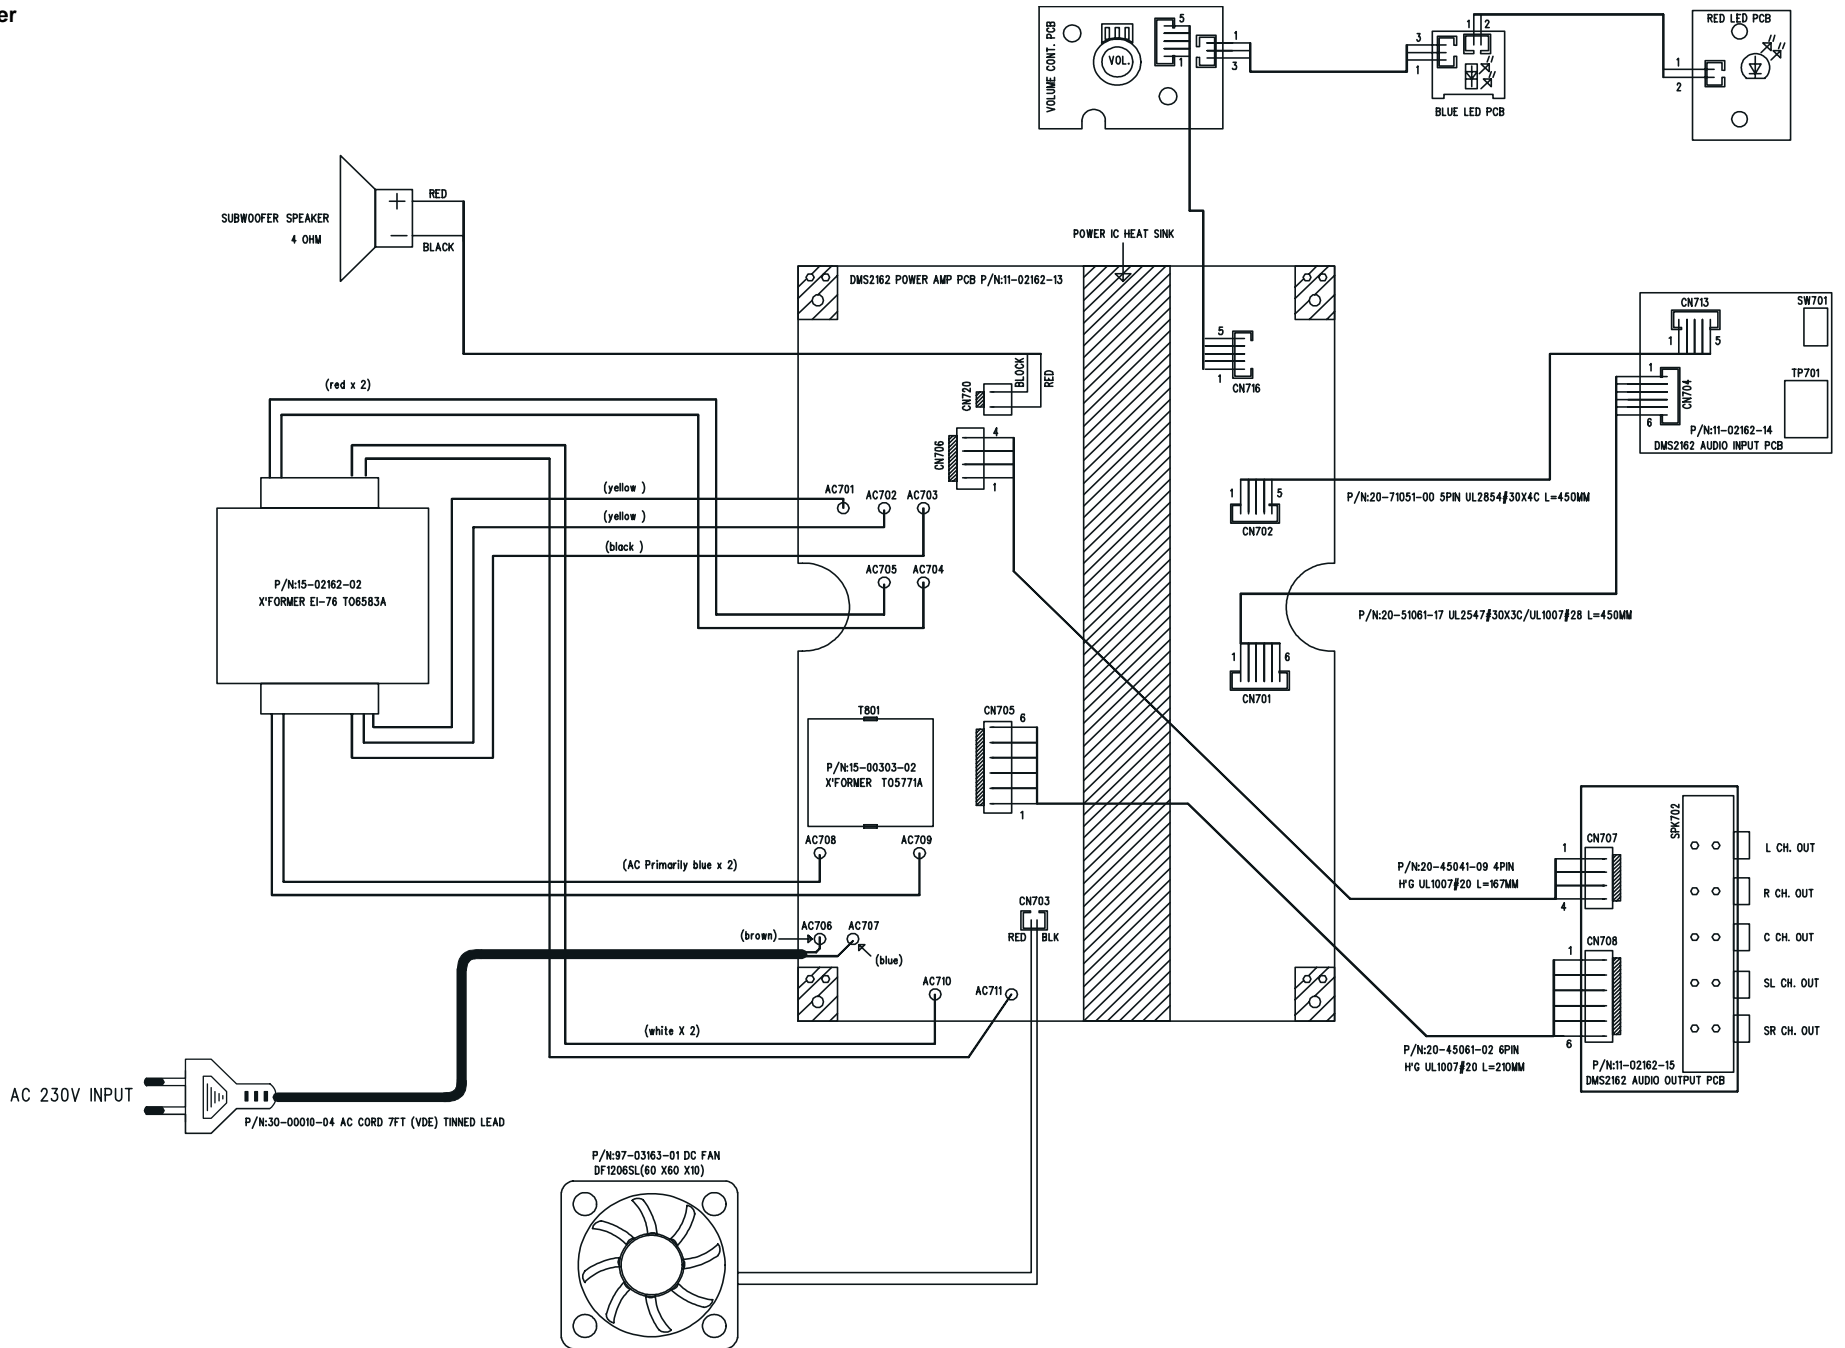 er
VOLUME CONT. PCB
VOL.
5
1
1
3
3
1
1 2
BLUE LED PCB
RED LED PCB
1
2
SUBWOOFER SPEAKER
4 OHM
+
RED
BLACK
POWER IC HEAT SINK
DMS2162 POWER AMP PCB P/N:11-02162-13
5
1
CN716
CN713
1 5
SW701
TP701
1
6
CN704
P/N:11-02162-14
DMS2162 AUDIO INPUT PCB
BLOCK
RED
CN720
CN706
4
1
(red x 2)
(yellow )
(yellow )
(black )
AC701
AC702
AC703
AC705
AC704
1 5
CN702
P/N:20-71051-00 5PIN UL2854#30X4C L=450MM
P/N:20-51061-17 UL2547#30X3C/UL1007#28 L=450MM
1 6
CN701
P/N:15-02162-02
X'FORMER EI-76 TO6583A
T801
P/N:15-00303-02
X'FORMER TO5771A
CN705
6
1
AC708
AC709
(AC Primarily blue x 2)
CN703
RED BLK
(brown)
AC706
AC707
(blue)
AC710
AC711
(white X 2)
P/N:20-45041-09 4PIN
H'G UL1007#20 L=167MM
1
4
CN707
SPK702
L CH. OUT
R CH. OUT
C CH. OUT
SL CH. OUT
SR CH. OUT
CN708
1
6
P/N:20-45061-02 6PIN
H'G UL1007#20 L=210MM
P/N:11-02162-15
DMS2162 AUDIO OUTPUT PCB
AC 230V INPUT
P/N:30-00010-04 AC CORD 7FT (VDE) TINNED LEAD
P/N:97-03163-01 DC FAN
DF1206SL(60 X60 X10)